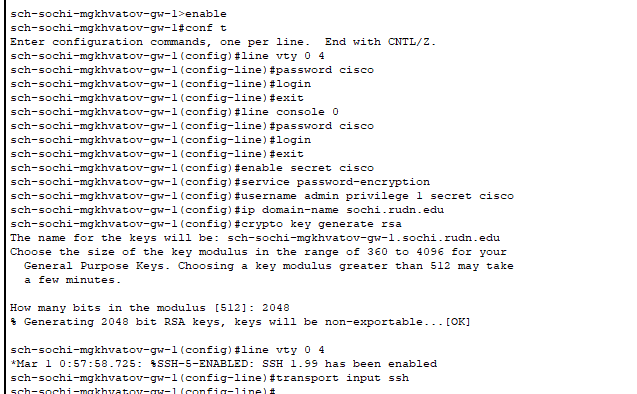 sch-sochi-mgkhvatov-gw-1>enable
sch-sochi-mgkhvatov-gw-1#conf t
Enter configuration commands, one per line.  End with CNTL/Z.
sch-sochi-mgkhvatov-gw-1(config)#line vty 0 4
sch-sochi-mgkhvatov-gw-1(config-line)#password cisco
sch-sochi-mgkhvatov-gw-1(config-line)#login
sch-sochi-mgkhvatov-gw-1(config-line)#exit
sch-sochi-mgkhvatov-gw-1(config)#line console 0
sch-sochi-mgkhvatov-gw-1(config-line)#password cisco
sch-sochi-mgkhvatov-gw-1(config-line)#login
sch-sochi-mgkhvatov-gw-1(config-line)#exit
sch-sochi-mgkhvatov-gw-1(config)#enable secret cisco
sch-sochi-mgkhvatov-gw-1(config)#service password-encryption
sch-sochi-mgkhvatov-gw-1(config)#username admin privilege 1 secret cisco
sch-sochi-mgkhvatov-gw-1(config)#ip domain-name sochi.rudn.edu
sch-sochi-mgkhvatov-gw-1(config)#crypto key generate rsa
The name for the keys will be: sch-sochi-mgkhvatov-gw-1.sochi.rudn.edu
Choose the size of the key modulus in the range of 360 to 4096 for your
  General Purpose Keys. Choosing a key modulus greater than 512 may take
  a few minutes.

How many bits in the modulus [512]: 2048
% Generating 2048 bit RSA keys, keys will be non-exportable...[OK]

sch-sochi-mgkhvatov-gw-1(config)#line vty 0 4
*Mar 1 0:57:58.725: %SSH-5-ENABLED: SSH 1.99 has been enabled
sch-sochi-mgkhvatov-gw-1(config-line)#transport input ssh
sch-sochi-mgkhvatov-gw-1(config-line)#